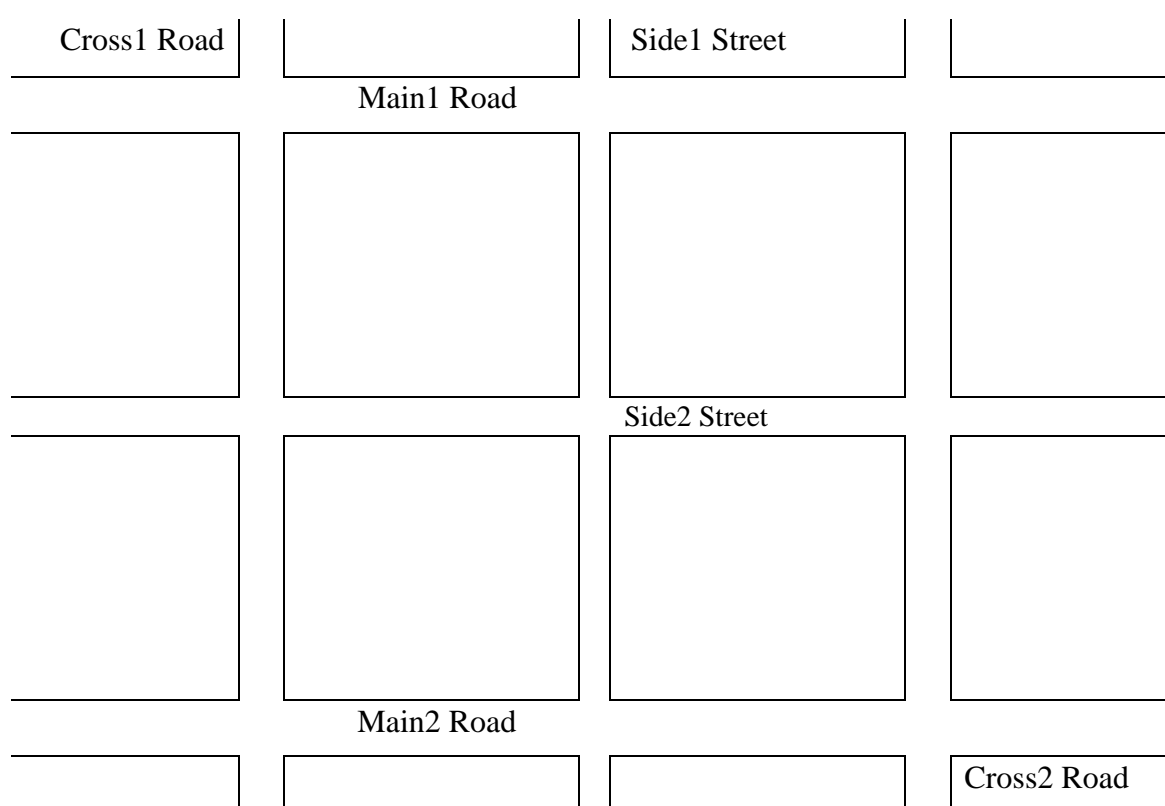 Cross1 Road
Side1 Street
Main1 Road
Side2 Street
Main2 Road
Cross2 Road